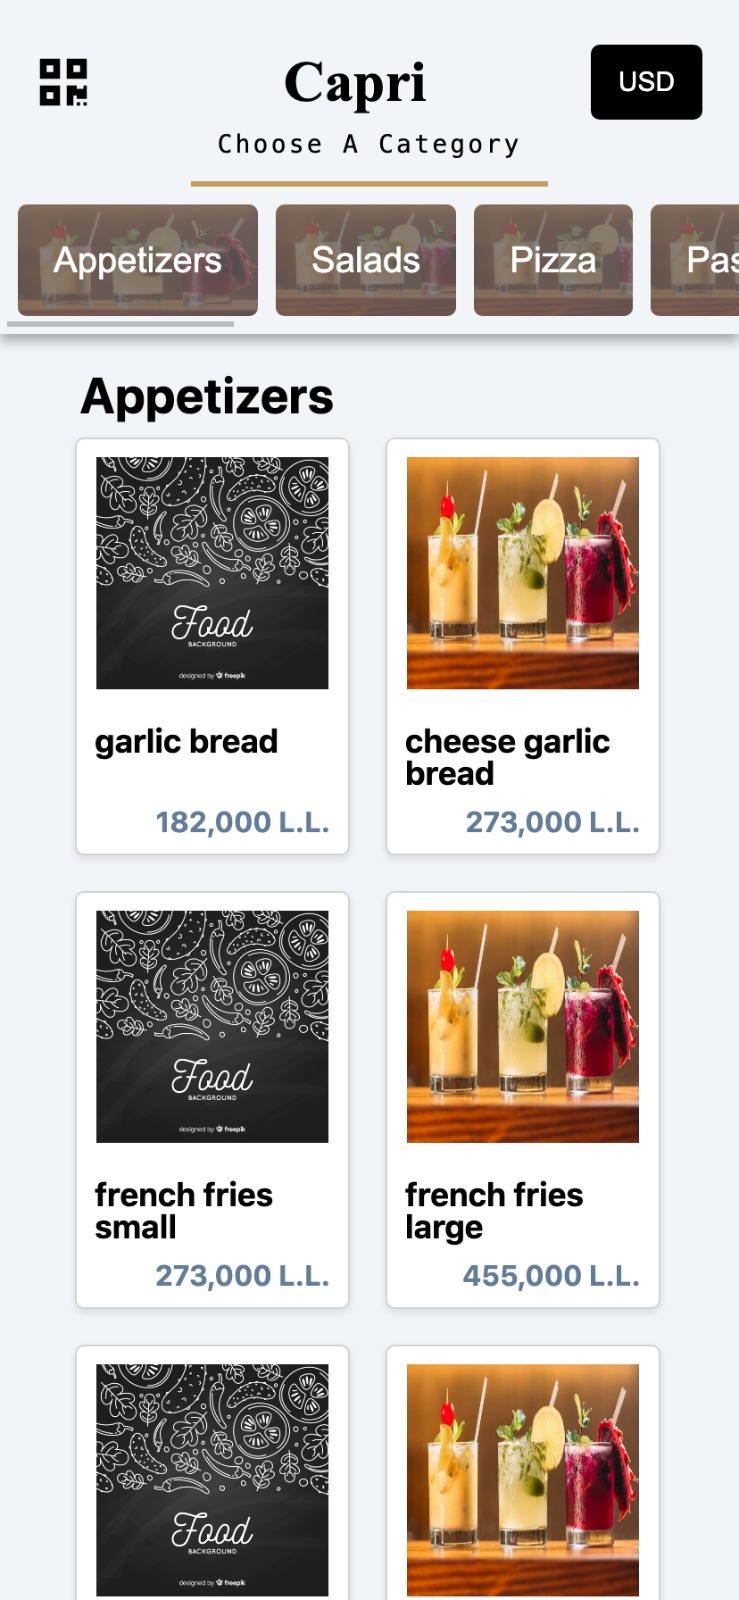 Capri
USD
Choose A Category
Appetizers
Salads
Pizza
Pas
Appetizers
Food
BACKGROUND
designed by freepik
garlic bread
182,000 L.L.
cheese garlic
bread
273,000 L.L.
Food
BACKGROUND
designed by freepik
french fries
small
273,000 L.L.
french fries
large
455,000 L.L.
Food
BACKGROUND
designed by freepik